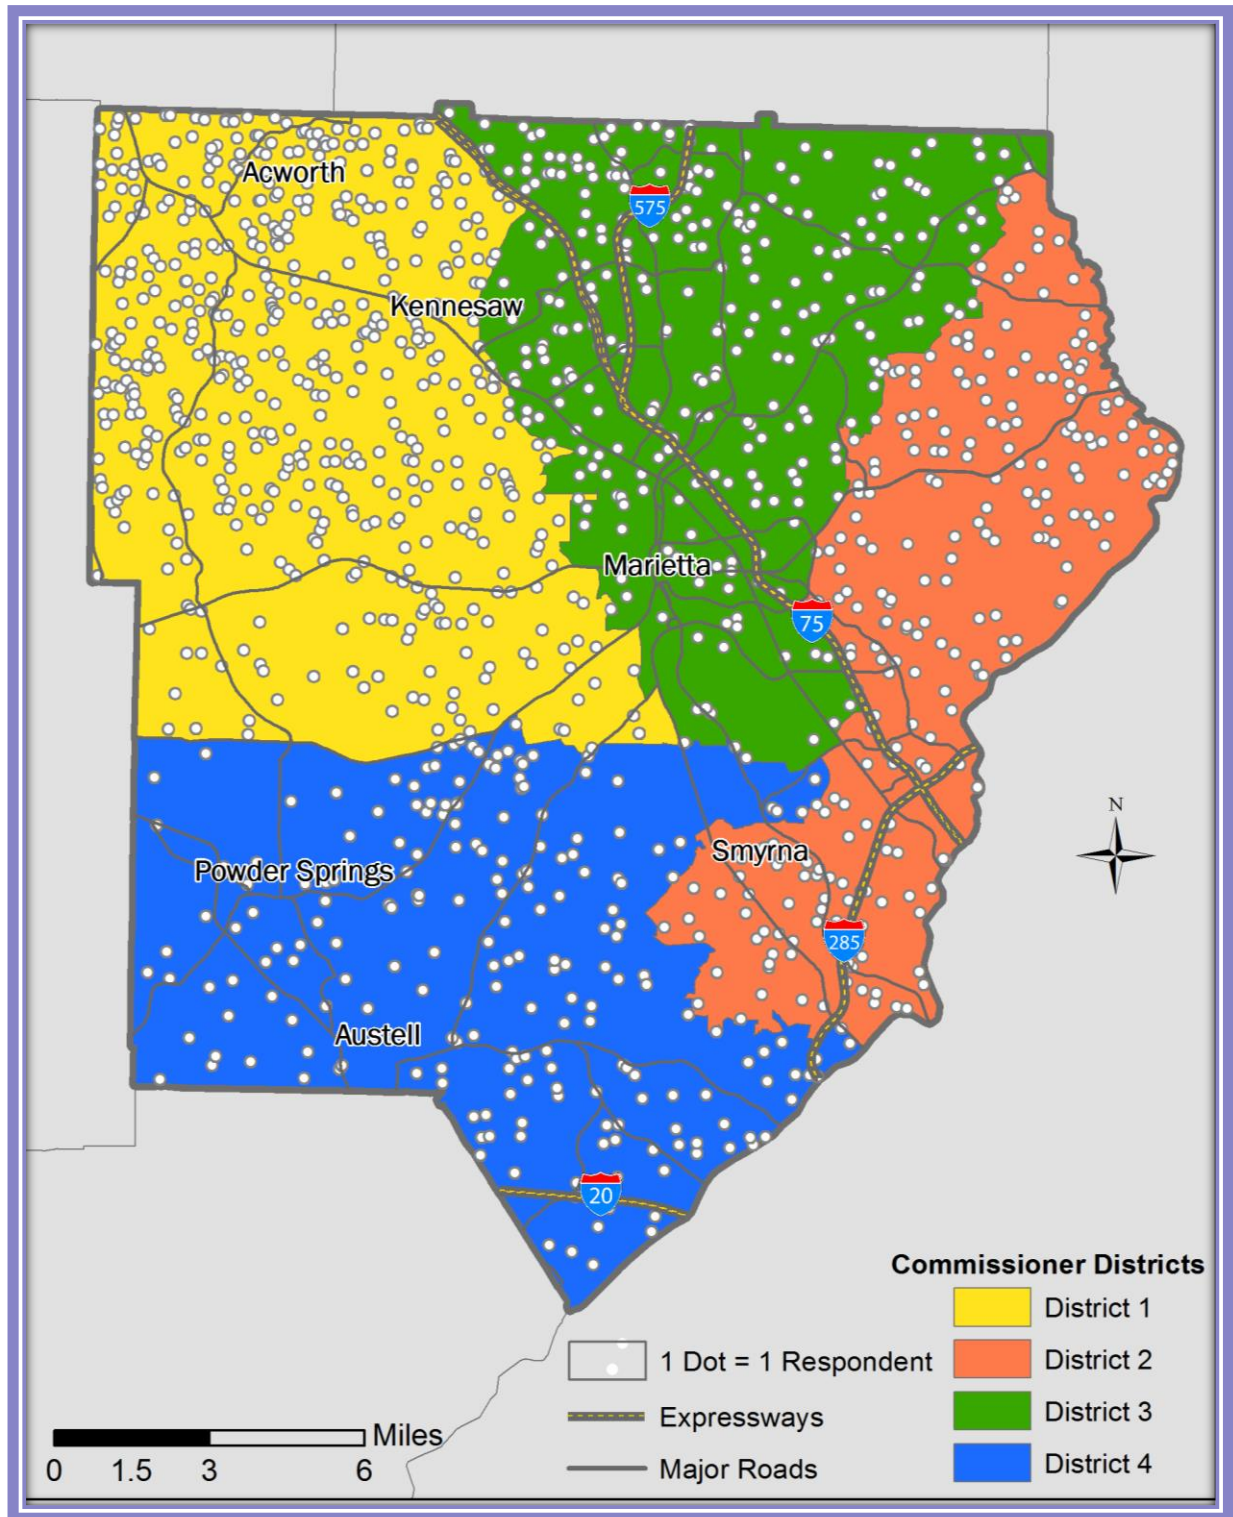 Acworth
575
Kennesaw
Marietta
75
N
Smyrna
Powder Springs
285
Austell
20
Commissioner Districts
District 1
1 Dot = 1 Respondent
District 2
Expressways
District 3
Miles
0 1.5 3 6
Major Roads
District 4